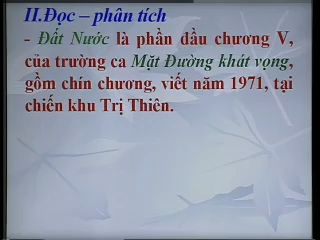 II.Đọc – phân tích
- Đất Nước là phần đầu chương V,
của trường ca Mặt Đường khát vọng,
gồm chín chương, viết năm 1971, tại
chiến khu Trị Thiên.